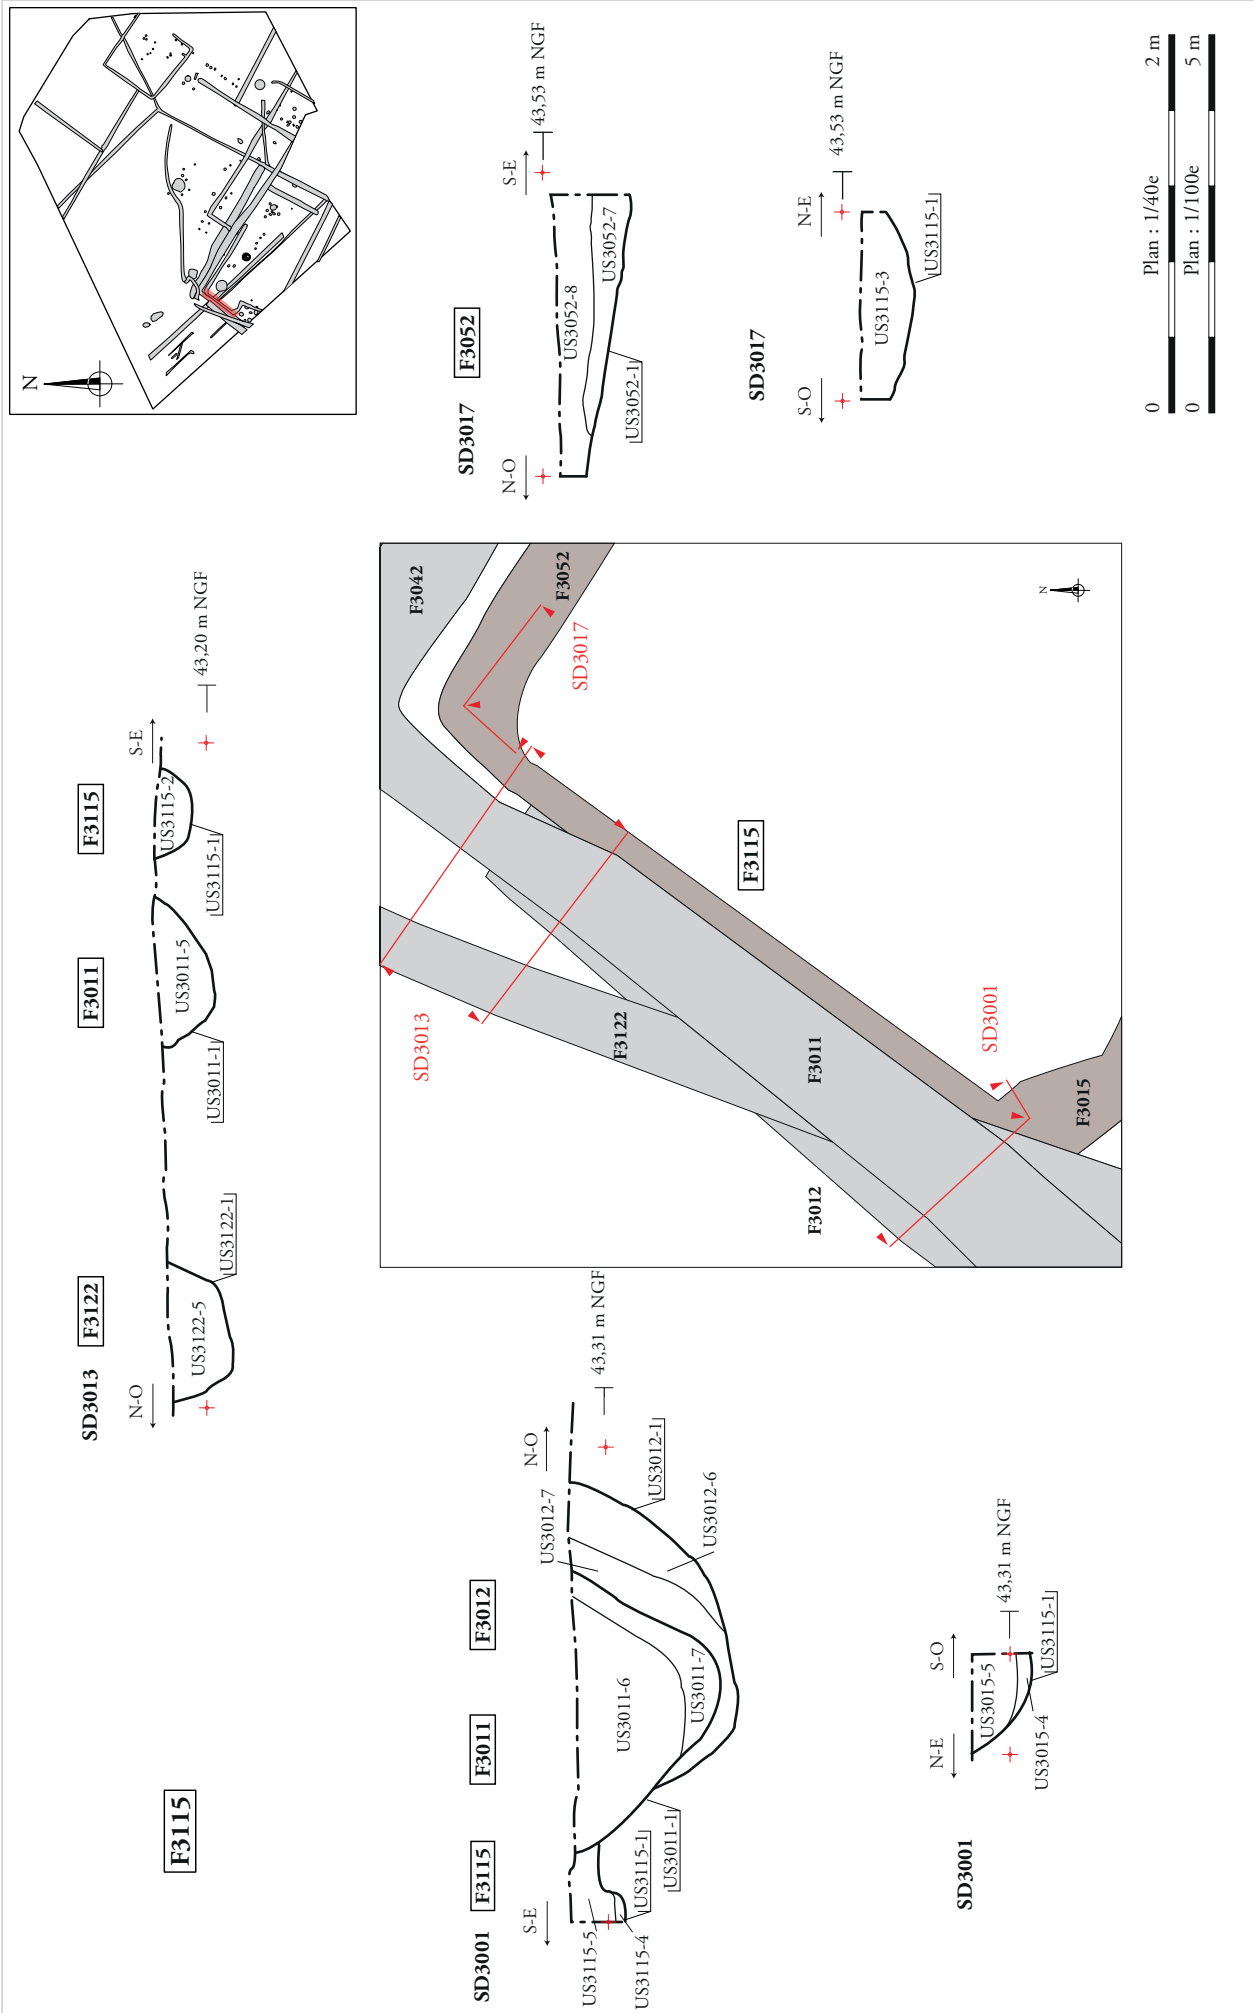 F3115
SD3013
F3122
F3011
F3115
N-O
S-E
US3122-5
US3122-1
US3011-1
US3011-5
US3115-2
US3115-1
43,20 m NGF
N
SD3001
F3115
F3011
F3012
S-E
N-O
US3115-5
US3115-4
US3115-1
US3011-1
US3011-6
US3011-7
US3012-7
US3012-1
US3012-6
43,31 m NGF
SD3001
N-E
S-O
US3015-5
US3015-4
US3115-1
43,31 m NGF
SD3013
F3122
F3012
F3011
SD3001
F3015
F3115
SD3017
F3042
F3052
N
SD3017
F3052
N-O
S-E
US3052-8
US3052-7
US3052-1
43,53 m NGF
SD3017
S-O
N-E
US3115-3
US3115-1
43,53 m NGF
0
Plan : 1/40e
2 m
0
Plan : 1/100e
5 m